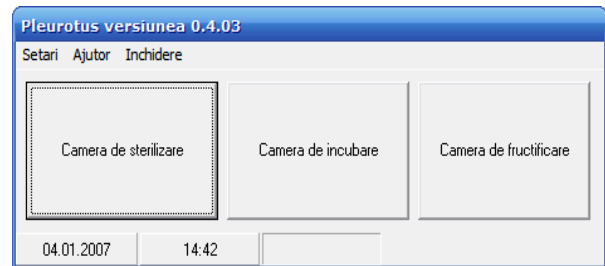 Pleurotus versiunea 0.4.03
Setari Ajutor Inchidere
Camera de sterilizare Camera de incubare Camera de fructificare
04.01.2007 14:42